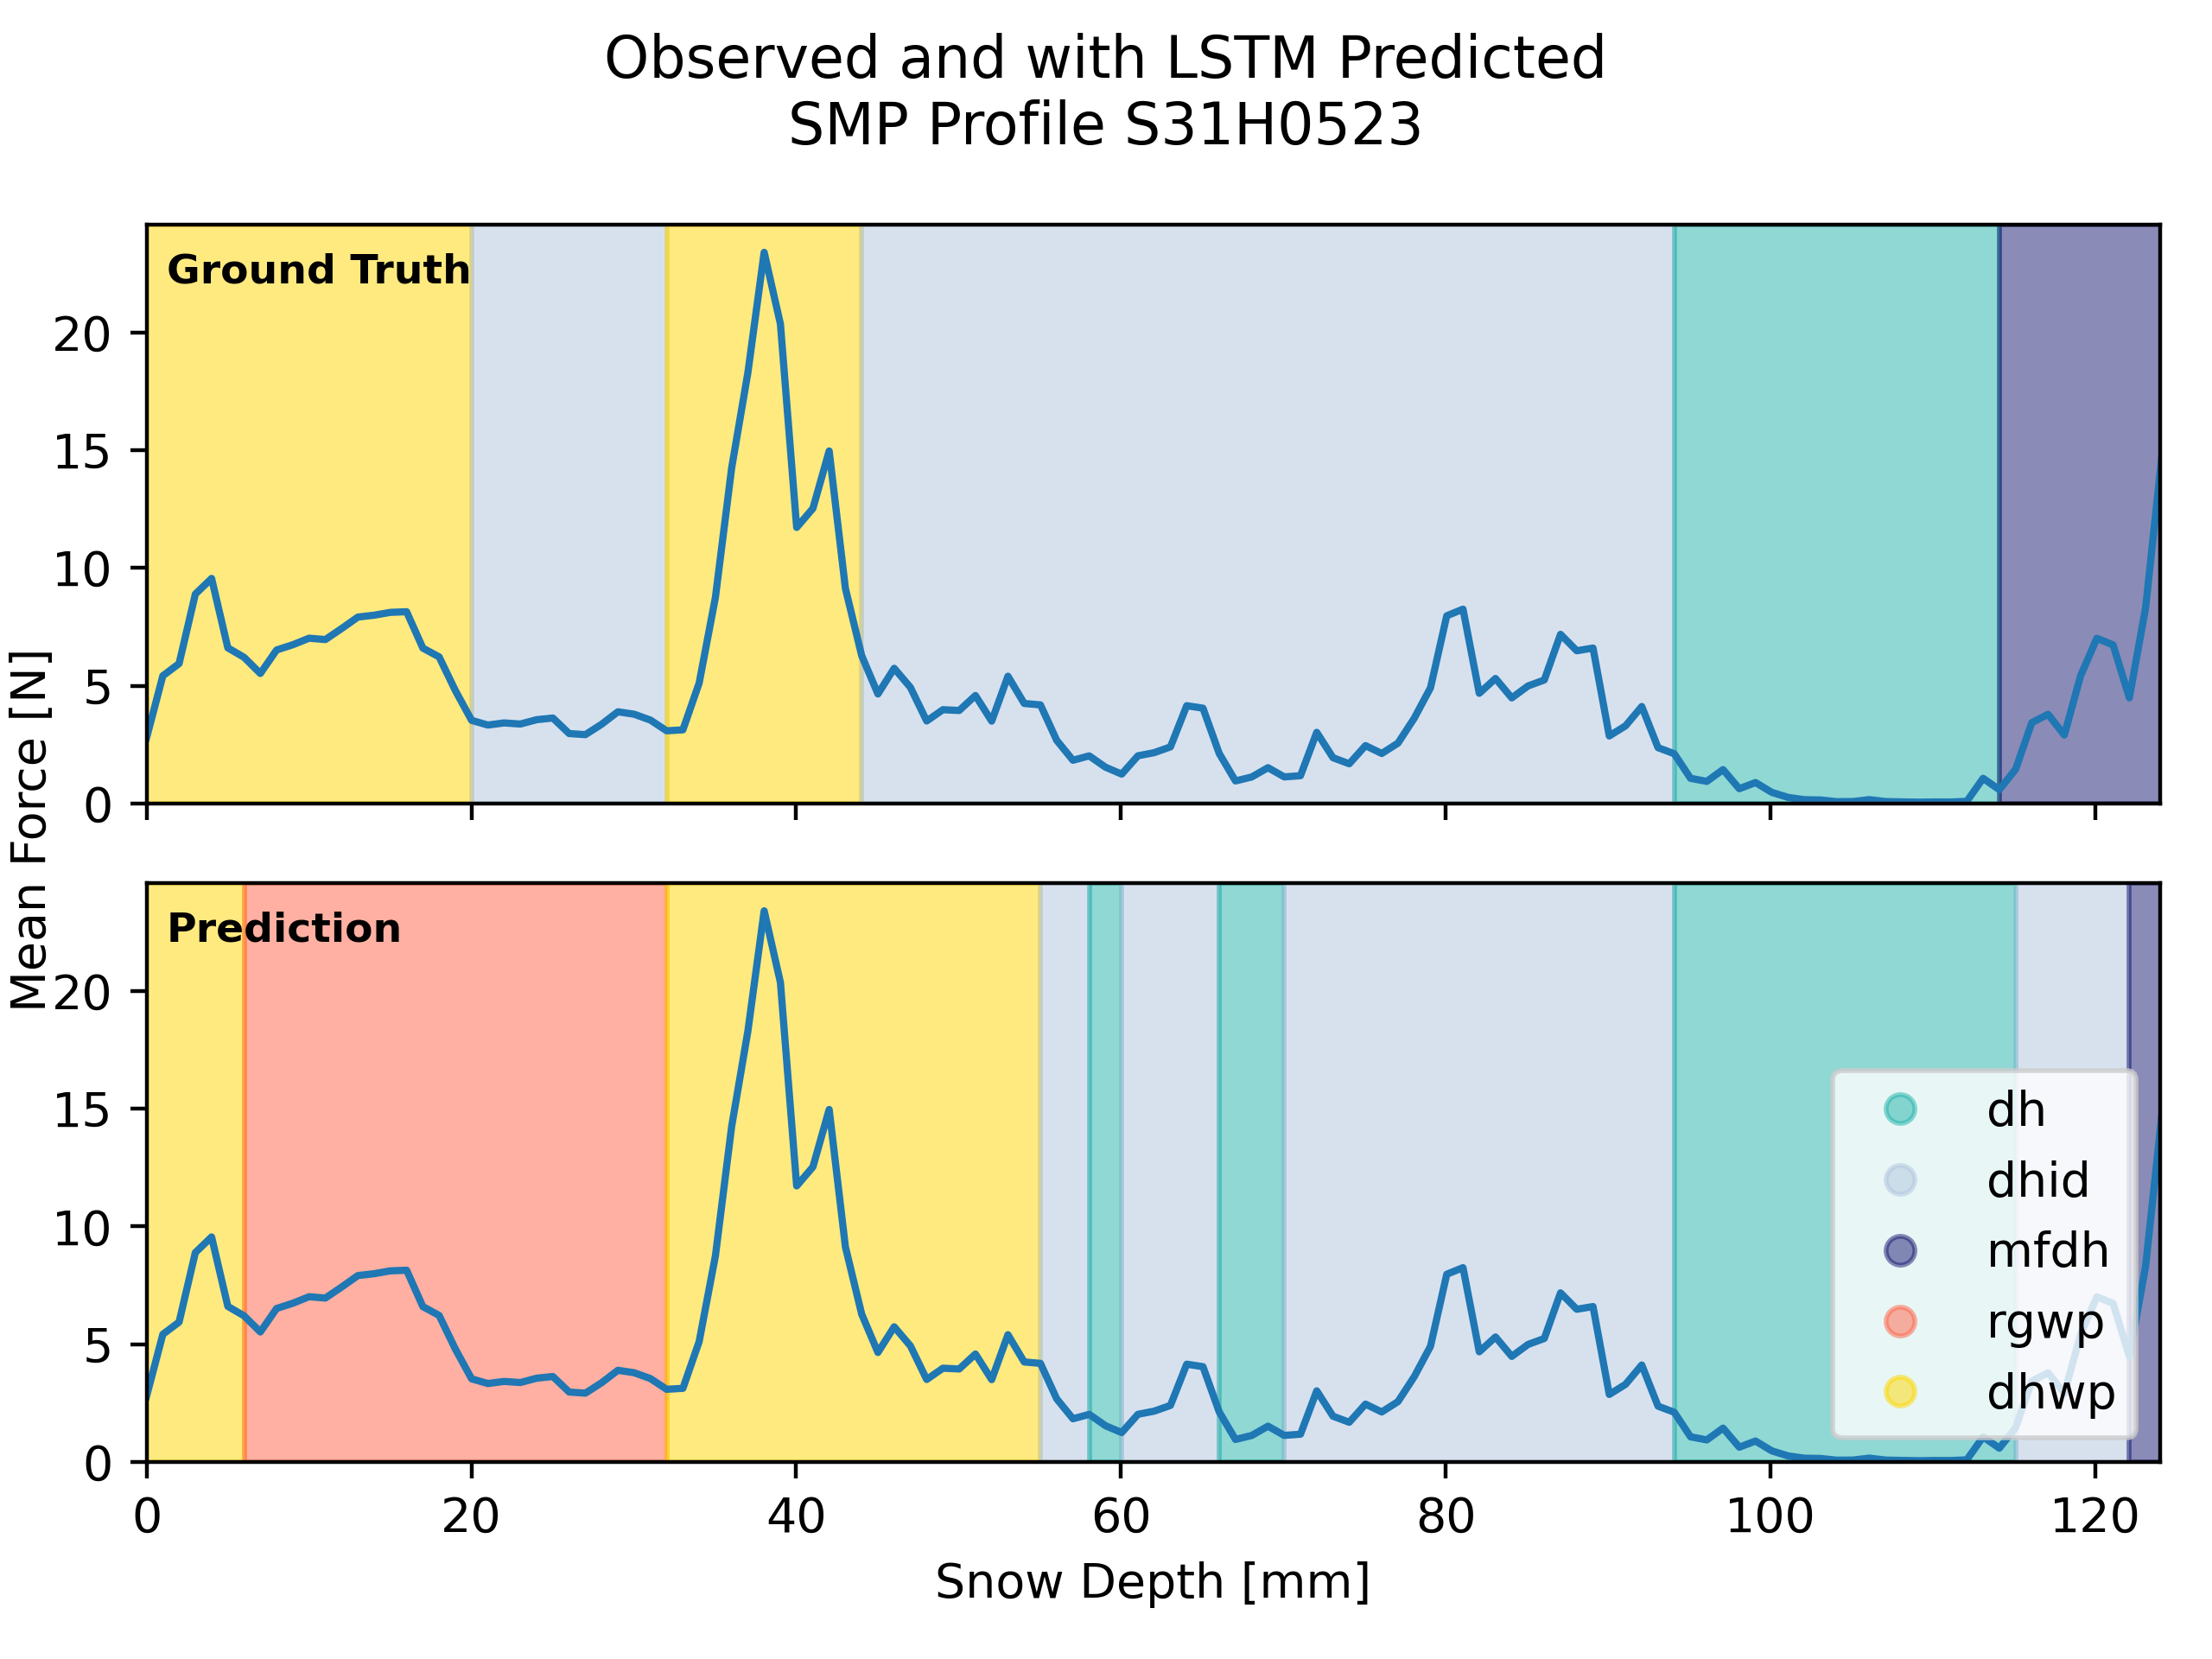 Observed and with LSTM Predicted
SMP Profile S31H0523
Ground Truth
20
15
10
5
0
Mean Force [N]
Prediction
20
15
10
5
0
dh
dhid
mfdh
rgwp
dhwp
0 20 40 60 80 100 120
Snow Depth [mm]